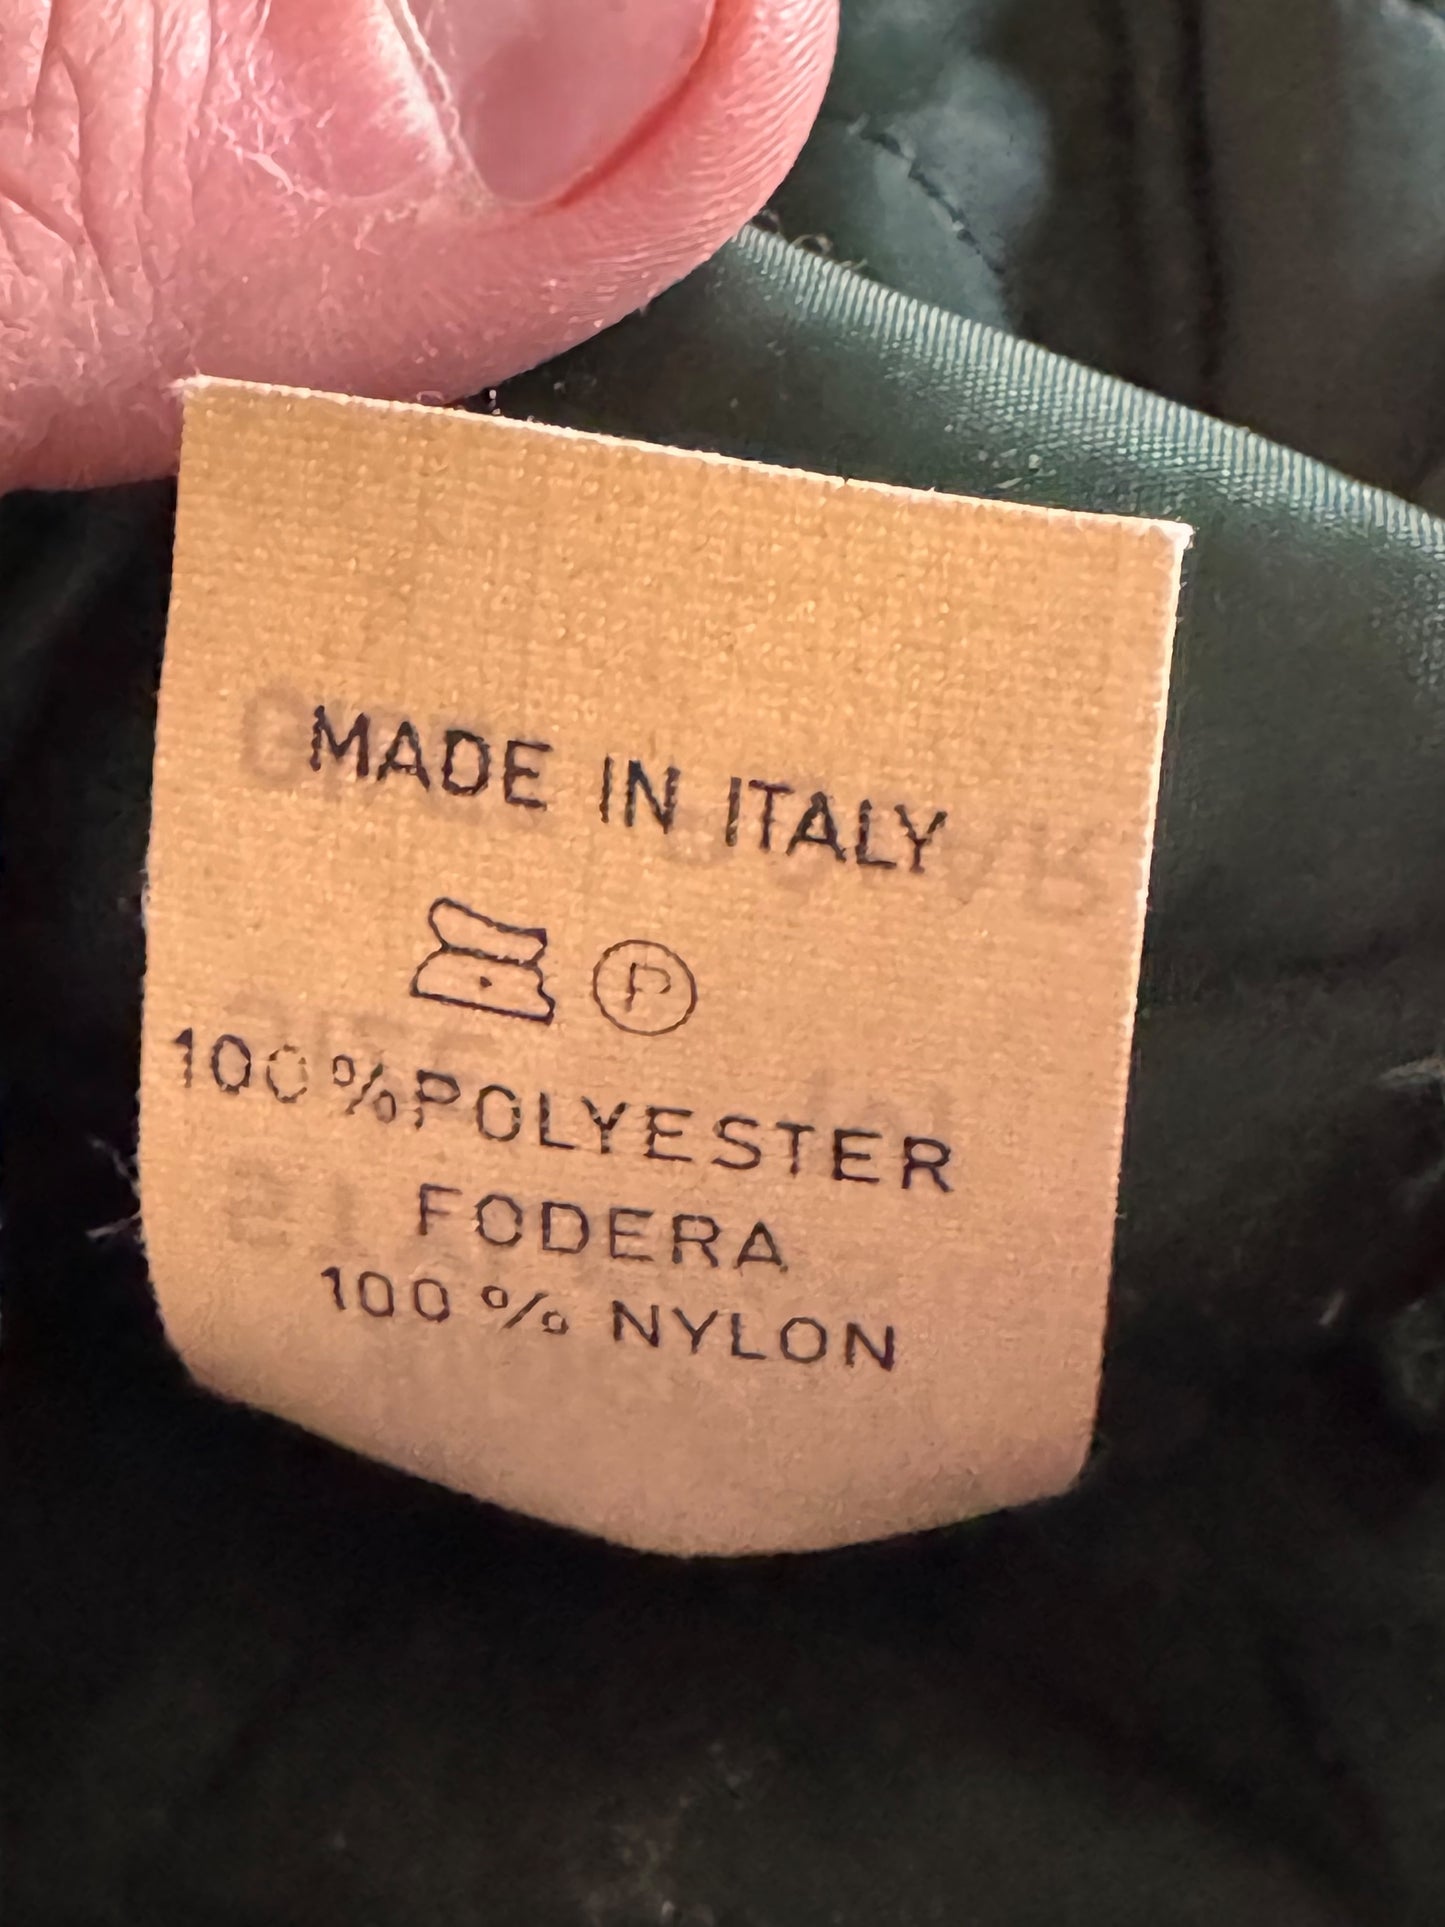 MADE IN ITALY
P
100%POLYESTER
FODERA
100% NYLON